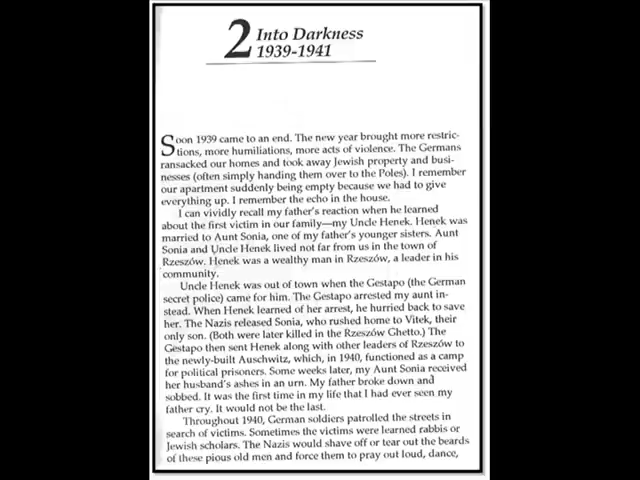 2 Into Darkness
1939-1941
Soon 1939 came to an end. The new year brought more restric-
tions, more humiliations, more acts of violence. The Germans
ransacked our homes and took away Jewish property and busi-
nesses (often simply handing them over to the Poles). I remember
our apartment suddenly being empty because we had to give
everything up. I remember the echo in the house.
I can vividly recall my father's reaction when he learned
about the first victim in our family—my Uncle Henek. Henek was
married to Aunt Sonia, one of my father's younger sisters. Aunt
Sonia and Uncle Henek lived not far from us in the town of
Rzeszów. Henek was a wealthy man in Rzeszów, a leader in his
community.
Uncle Henek was out of town when the Gestapo (the German
secret police) came for him. The Gestapo arrested my aunt in-
stead. When Henek learned of her arrest, he hurried back to save
her. The Nazis released Sonia, who rushed home to Vitek, their
only son. (Both were later killed in the Rzeszów Ghetto.) The
Gestapo then sent Henek along with other leaders of Rzeszów to
the newly-built Auschwitz, which, in 1940, functioned as a camp
for political prisoners. Some weeks later, my Aunt Sonia received
her husband's ashes in an urn. My father broke down and
sobbed. It was the first time in my life that I had ever seen my
father cry. It would not be the last.
Throughout 1940, German soldiers patrolled the streets in
search of victims. Sometimes the victims were learned rabbis or
Jewish scholars. The Nazis would shave off or tear out the beards
of these pious old men and force them to pray out loud, dance,